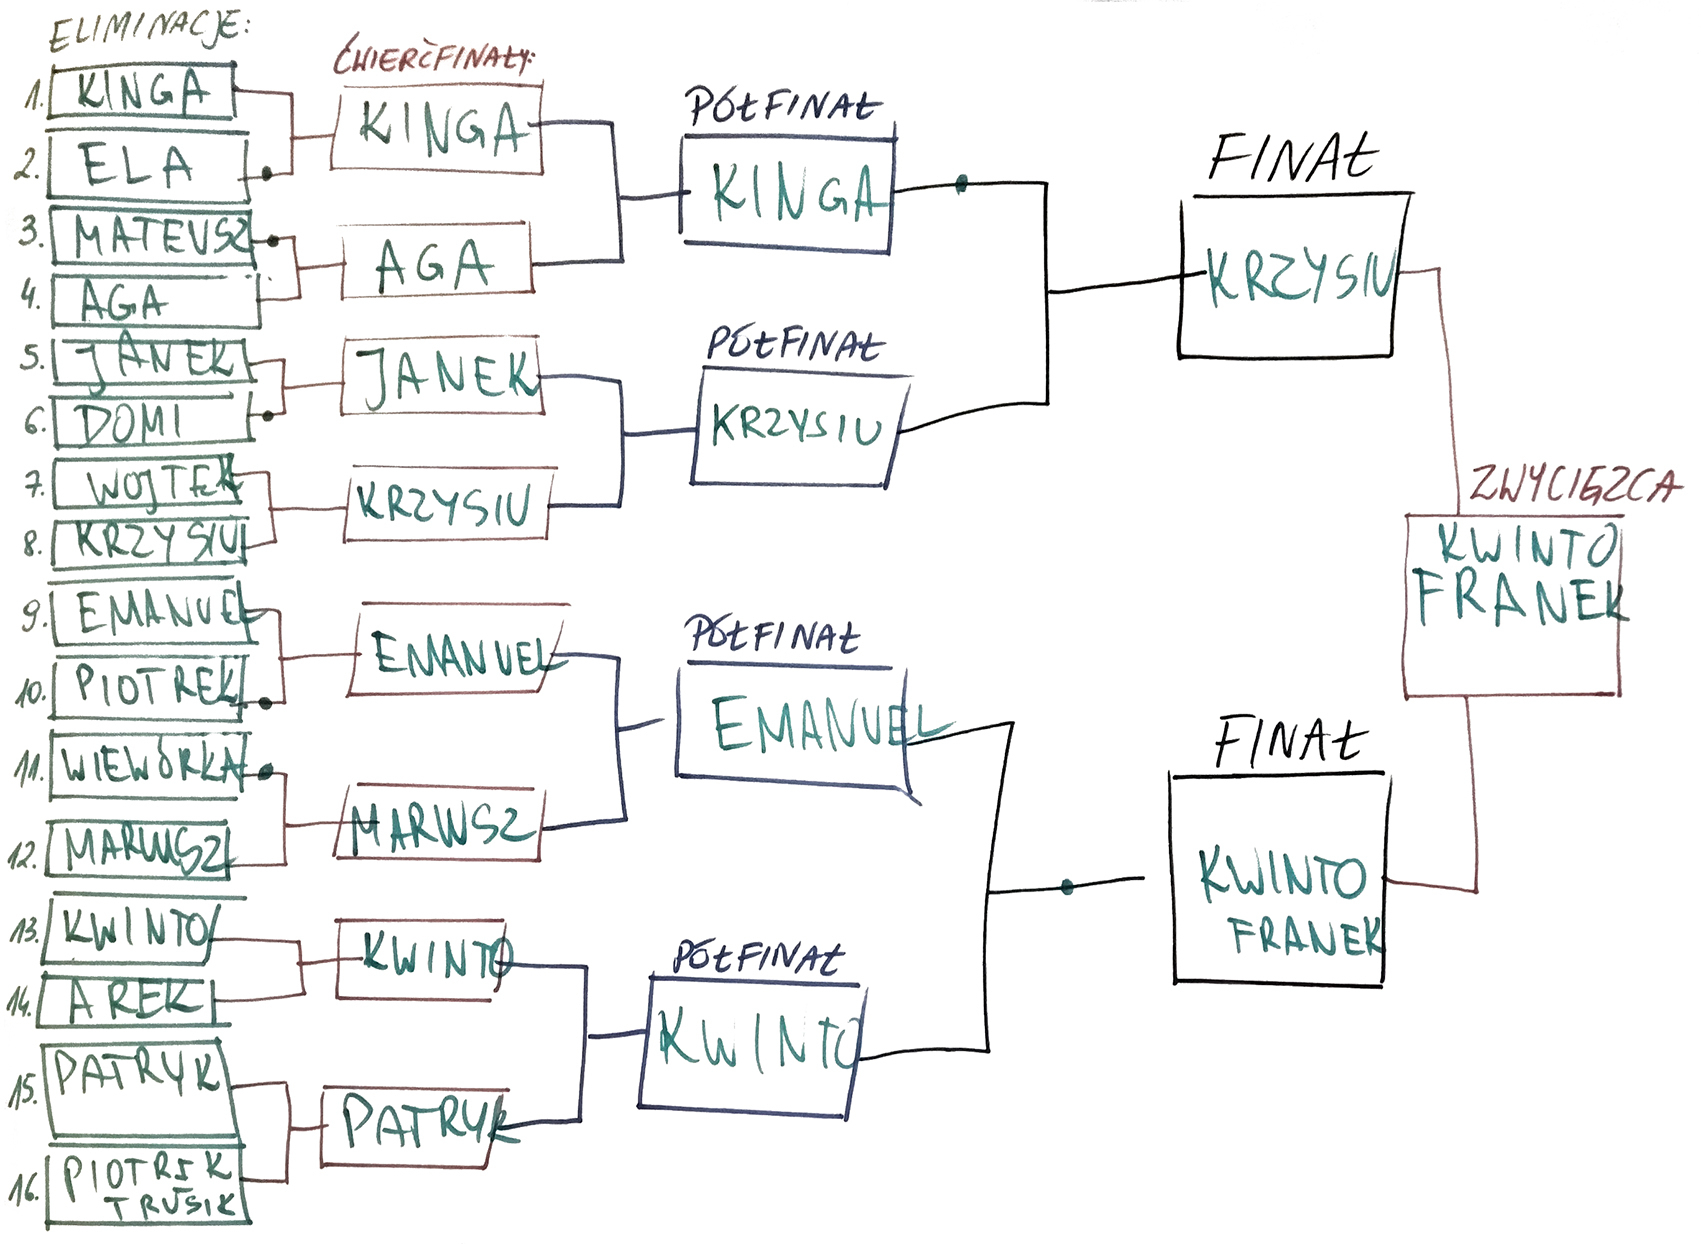 ELIMINACJE:
1. KINGA
2. ELA
3. MATEUSZ
4. AGA
5. JANEK
6. DOMI
7. WOJTEK
8. KRZYSIU
9. EMANUEL
10. PIOTREK
11. WIEWÓRKA
12. MARIUSZ
13. KWINTO
14. AREK
15. PATRYK
16. PIOTREK
TRUSIK
ĆWIERĆFINAŁY:
KINGA
AGA
JANEK
KRZYSIU
EMANUEL
MARIUSZ
KWINTO
PATRYK
PÓŁFINAŁ
KINGA
PÓŁFINAŁ
KRZYSIU
PÓŁFINAŁ
EMANUEL
PÓŁFINAŁ
KWINTO
FINAŁ
KRZYSIU
FINAŁ
KWINTO
FRANEK
ZWYCIĘZCA
KWINTO
FRANEK